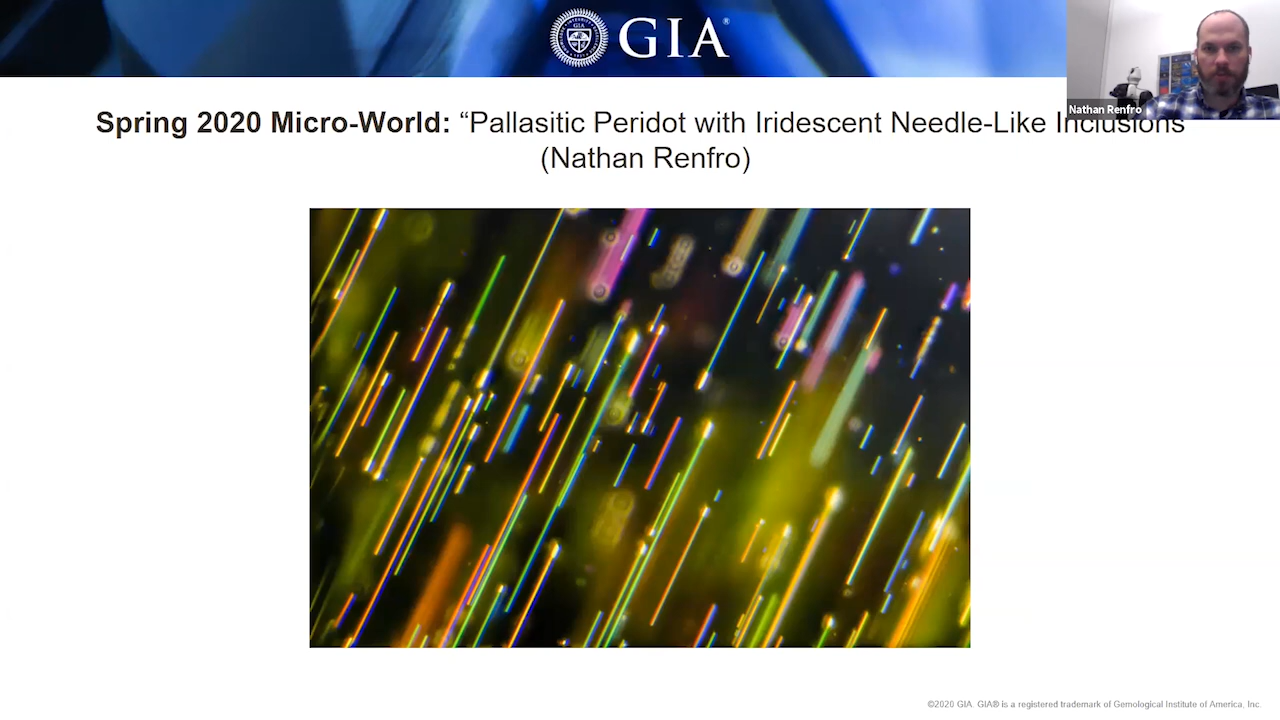 GIA®
Nathan Renfro
Spring 2020 Micro-World: “Pallasitic Peridot with Iridescent Needle-Like Inclusions
(Nathan Renfro)
©2020 GIA. GIA® is a registered trademark of Gemological Institute of America, Inc.